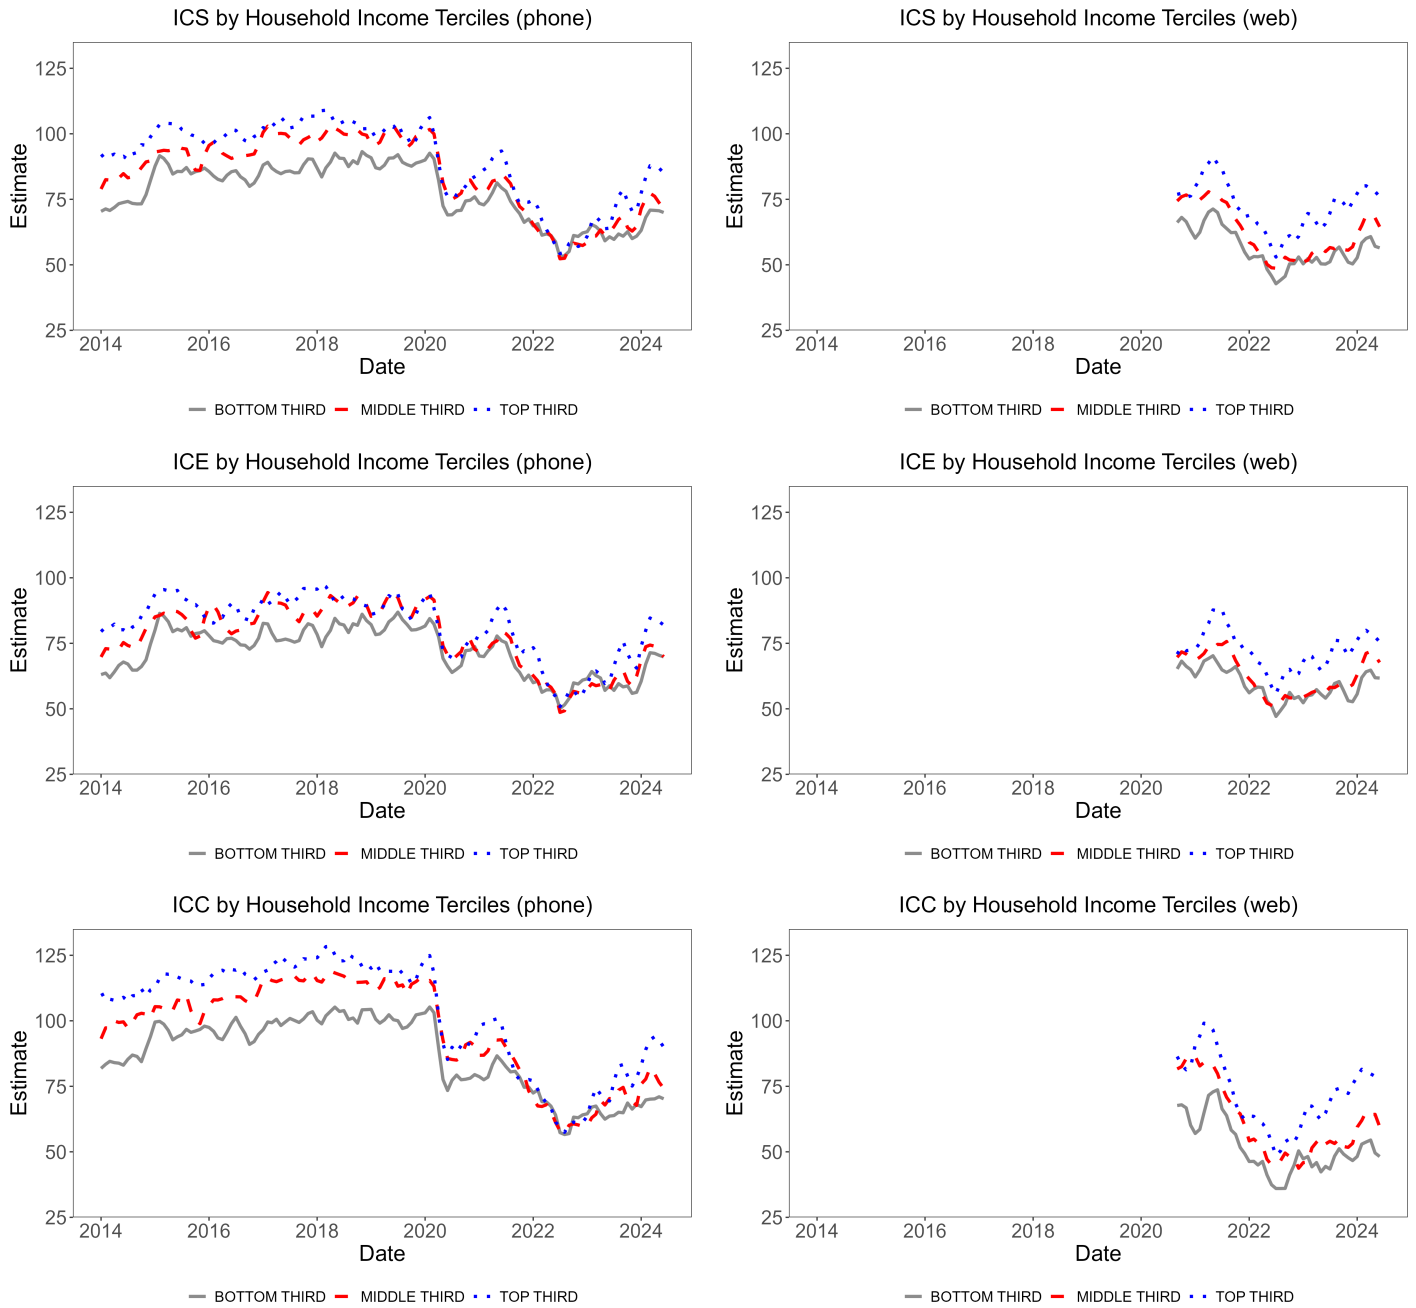 ICS by Household Income Terciles (phone)
125
100
75
50
25
Estimate
2014 2016 2018 2020 2022 2024
Date
BOTTOM THIRD MIDDLE THIRD TOP THIRD
ICS by Household Income Terciles (web)
125
100
75
50
25
Estimate
2014 2016 2018 2020 2022 2024
Date
BOTTOM THIRD MIDDLE THIRD TOP THIRD
ICE by Household Income Terciles (phone)
125
100
75
50
25
Estimate
2014 2016 2018 2020 2022 2024
Date
BOTTOM THIRD MIDDLE THIRD TOP THIRD
ICE by Household Income Terciles (web)
125
100
75
50
25
Estimate
2014 2016 2018 2020 2022 2024
Date
BOTTOM THIRD MIDDLE THIRD TOP THIRD
ICC by Household Income Terciles (phone)
125
100
75
50
25
Estimate
2014 2016 2018 2020 2022 2024
Date
BOTTOM THIRD MIDDLE THIRD TOP THIRD
ICC by Household Income Terciles (web)
125
100
75
50
25
Estimate
2014 2016 2018 2020 2022 2024
Date
BOTTOM THIRD MIDDLE THIRD TOP THIRD